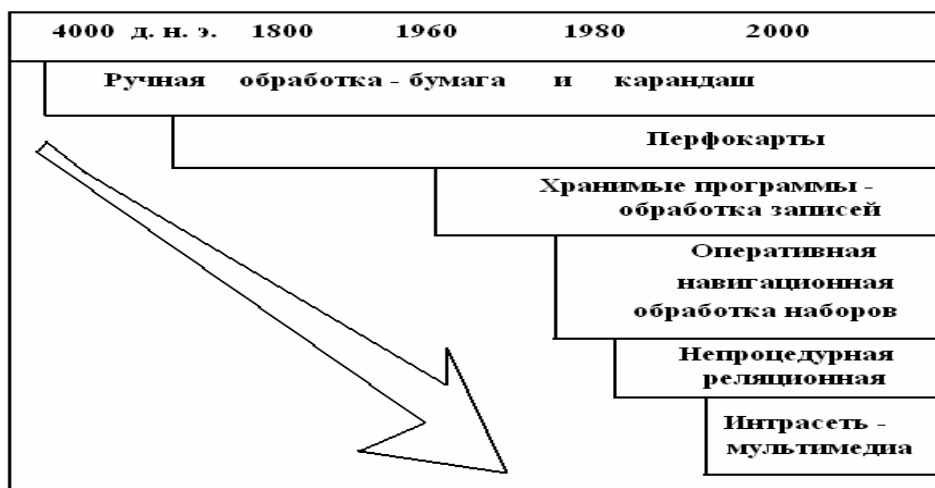 4000 д. н. э. 1800 1960 1980 2000
Ручная обработка - бумага и карандаш
Перфокарты
Хранимые программы -
обработка записей
Оперативная
навигационная
обработка наборов
Непроцедурная
реляционная
Интрасеть -
мультимедиа